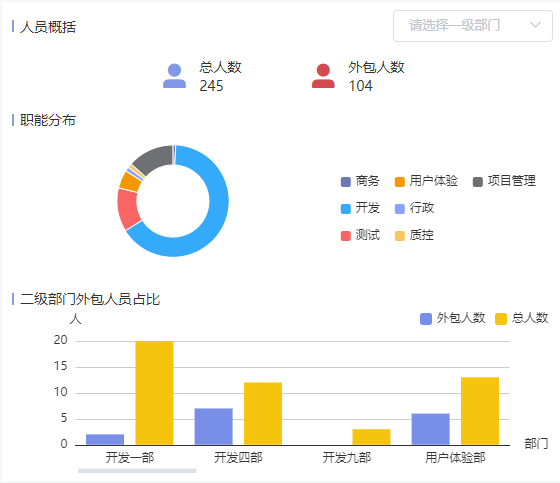 人员概括
请选择一级部门
总人数
245
外包人数
104
职能分布
商务
用户体验
项目管理
开发
行政
测试
质控
二级部门外包人员占比
人
外包人数
总人数
20
15
10
5
0
开发一部
开发四部
开发九部
用户体验部
部门